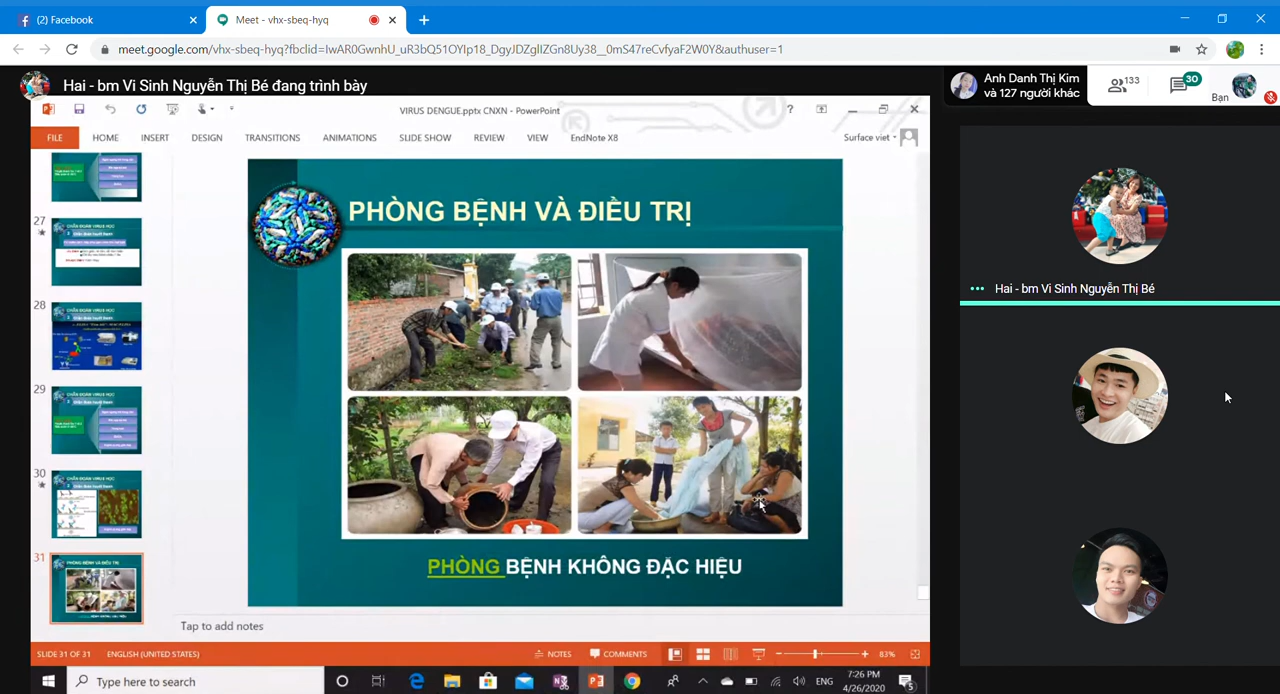 (2) Facebook
Meet - vhx-sbeq-hyq
meet.google.com/vhx-sbeq-hyq?fbclid=IwAR0GwnhU_uR3bQ51OYIp18_DgyJDZglIZGn8Uy38__0mS47reCvfyaF2W0Y&authuser=1
Hai - bm Vi Sinh Nguyễn Thị Bé đang trình bày
Anh Danh Thị Kim
và 127 người khác
133
30
Bạn
VIRUS DENGUE.pptx CNXN - PowerPoint
FILE HOME INSERT DESIGN TRANSITIONS ANIMATIONS SLIDE SHOW REVIEW VIEW EndNote X8
Surface viet
27
28
29
30
31
PHÒNG BỆNH VÀ ĐIỀU TRỊ
PHÒNG BỆNH KHÔNG ĐẶC HIỆU
Hai - bm Vi Sinh Nguyễn Thị Bé
Tap to add notes
SLIDE 31 OF 31 ENGLISH (UNITED STATES) NOTES COMMENTS 83%
Type here to search
ENG
7:26 PM
4/26/2020
5